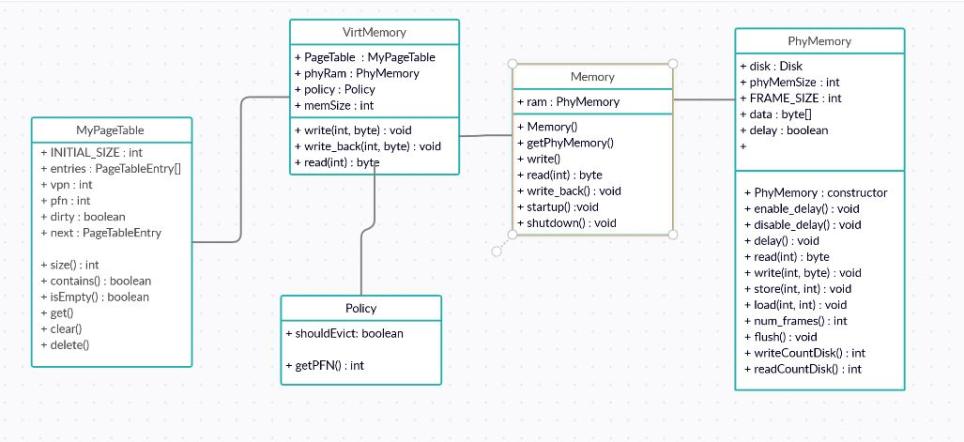 VirtMemory
+ PageTable : MyPageTable
+ phyRam : PhyMemory
+ policy : Policy
+ memSize : int
+ write(int, byte) : void
+ write_back(int, byte) : void
+ read(int) : byte
MyPageTable
+ INITIAL_SIZE : int
+ entries : PageTableEntry[]
+ vpn : int
+ pfn : int
+ dirty : boolean
+ next : PageTableEntry
+ size() : int
+ contains() : boolean
+ isEmpty() : boolean
+ get()
+ clear()
+ delete()
Policy
+ shouldEvict: boolean
+ getPFN() : int
Memory
+ ram : PhyMemory
+ Memory()
+ getPhyMemory()
+ write()
+ read(int) : byte
+ write_back() : void
+ startup() :void
+ shutdown() : void
PhyMemory
+ disk : Disk
+ phyMemSize : int
+ FRAME_SIZE : int
+ data : byte[]
+ delay : boolean
+
+ PhyMemory : constructor
+ enable_delay() : void
+ disable_delay() : void
+ delay() : void
+ read(int) : byte
+ write(int, byte) : void
+ store(int, int) : void
+ load(int, int) : void
+ num_frames() : int
+ flush() : void
+ writeCountDisk() : int
+ readCountDisk() : int